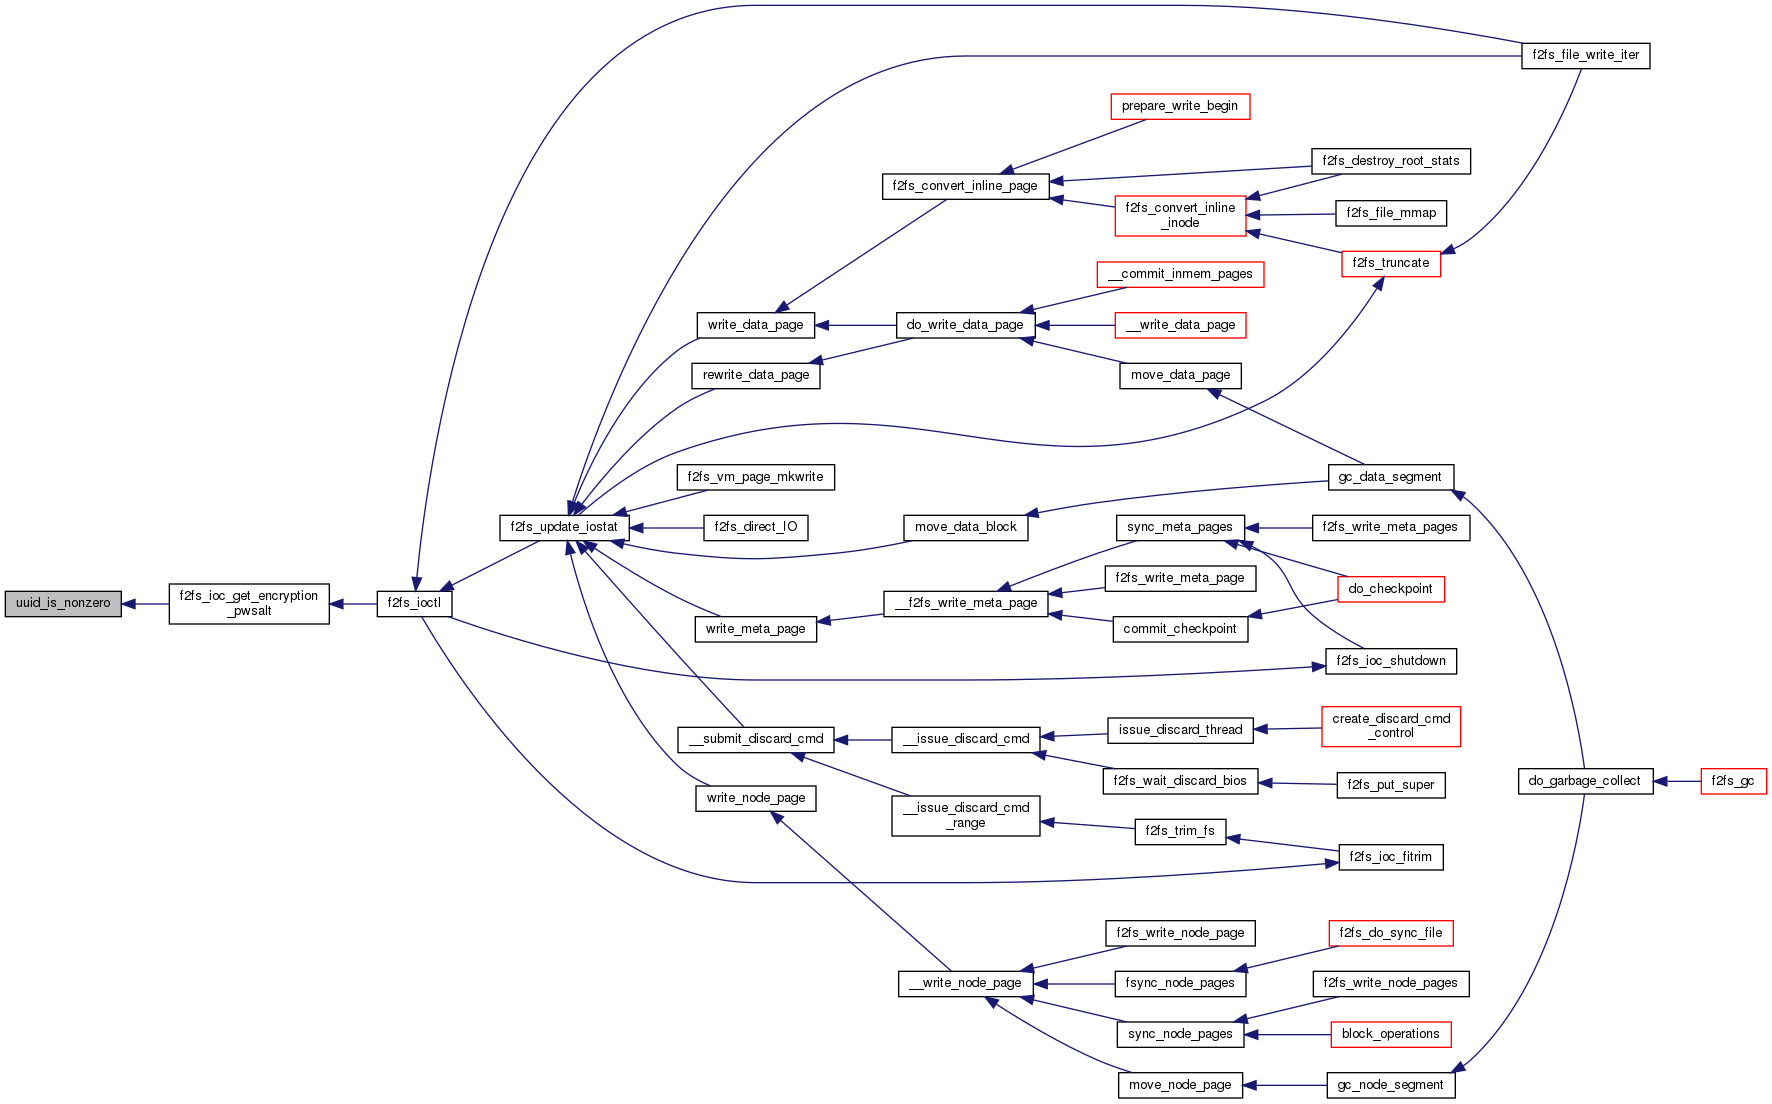 f2fs_file_write_iter
prepare_write_begin
f2fs_destroy_root_stats
f2fs_convert_inline_page
f2fs_convert_inline
_inode
f2fs_file_mmap
f2fs_truncate
__commit_inmem_pages
write_data_page
do_write_data_page
__write_data_page
rewrite_data_page
move_data_page
f2fs_vm_page_mkwrite
gc_data_segment
f2fs_update_iostat
f2fs_direct_IO
move_data_block
sync_meta_pages
f2fs_write_meta_pages
f2fs_write_meta_page
do_checkpoint
uuid_is_nonzero
f2fs_ioc_get_encryption
_pwsalt
f2fs_ioctl
__f2fs_write_meta_page
write_meta_page
commit_checkpoint
f2fs_ioc_shutdown
__submit_discard_cmd
__issue_discard_cmd
issue_discard_thread
create_discard_cmd
_control
f2fs_wait_discard_bios
f2fs_put_super
do_garbage_collect
f2fs_gc
write_node_page
__issue_discard_cmd
_range
f2fs_trim_fs
f2fs_ioc_fitrim
f2fs_write_node_page
f2fs_do_sync_file
__write_node_page
fsync_node_pages
f2fs_write_node_pages
sync_node_pages
block_operations
move_node_page
gc_node_segment